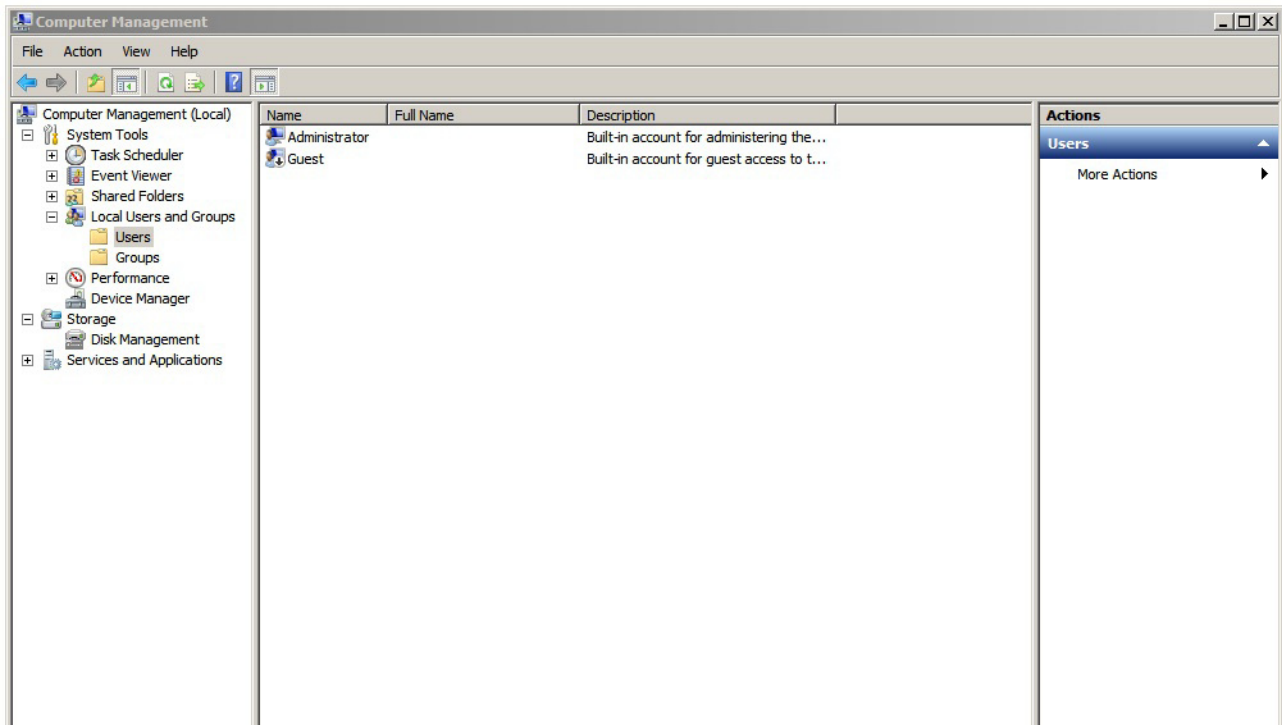 Computer Management
File Action View Help
Computer Management (Local)
System Tools
Task Scheduler
Event Viewer
Shared Folders
Local Users and Groups
Users
Groups
Performance
Device Manager
Storage
Disk Management
Services and Applications
Name Full Name Description
Administrator Built-in account for administering the...
Guest Built-in account for guest access to t...
Actions
Users
More Actions